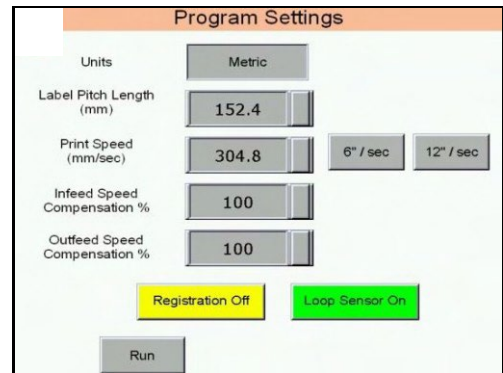 Program Settings
Units Metric
Label Pitch Length
(mm)
152.4
Print Speed
(mm/sec)
304.8 6" / sec 12" / sec
Infeed Speed
Compensation %
100
Outfeed Speed
Compensation %
100
Registration Off Loop Sensor On
Run